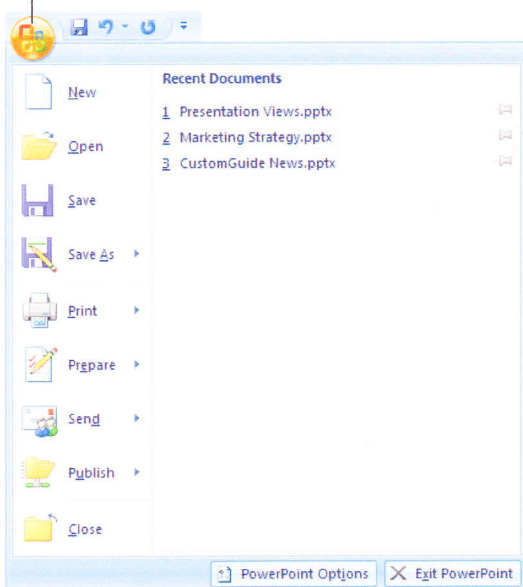 New
Open
Save
Save As
Print
Prepare
Send
Publish
Close
Recent Documents
1 Presentation Views.pptx
2 Marketing Strategy.pptx
3 CustomGuide News.pptx
PowerPoint Options
Exit PowerPoint